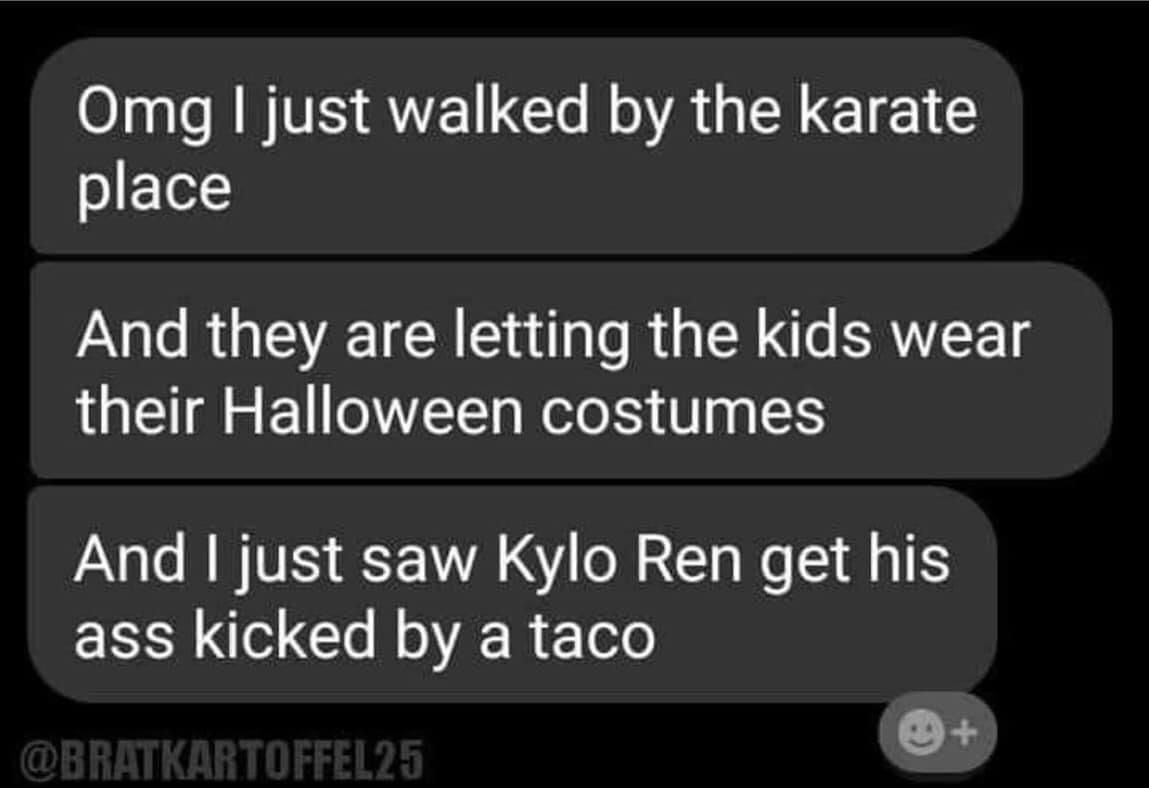 Omg I just walked by the karate
place
And they are letting the kids wear
their Halloween costumes
And I just saw Kylo Ren get his
ass kicked by a taco
@BRATKARTOFFEL25